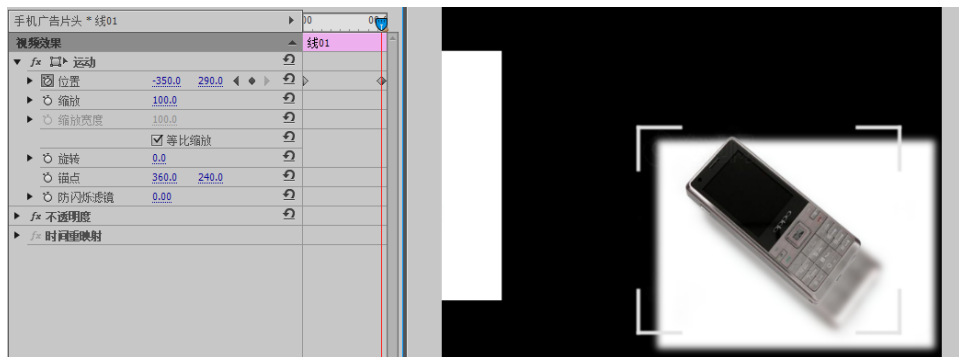 手机广告片头 * 线01
00
视频效果
线01
fx 运动
位置 -350.0 290.0
缩放 100.0
缩放宽度 100.0
等比缩放
旋转 0.0
锚点 360.0 240.0
防闪烁滤镜 0.00
fx 不透明度
fx 时间重映射